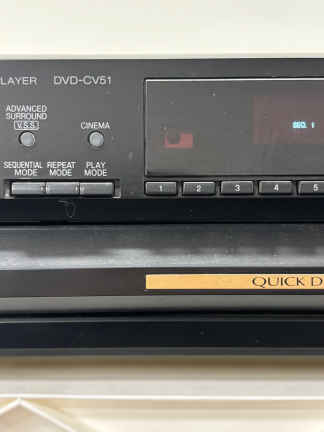 LAYER DVD-CV51
ADVANCED
SURROUND
V.S.S.
CINEMA
SEQ. 1
SEQUENTIAL
MODE
REPEAT
MODE
PLAY
MODE
1 2 3 4 5
QUICK D